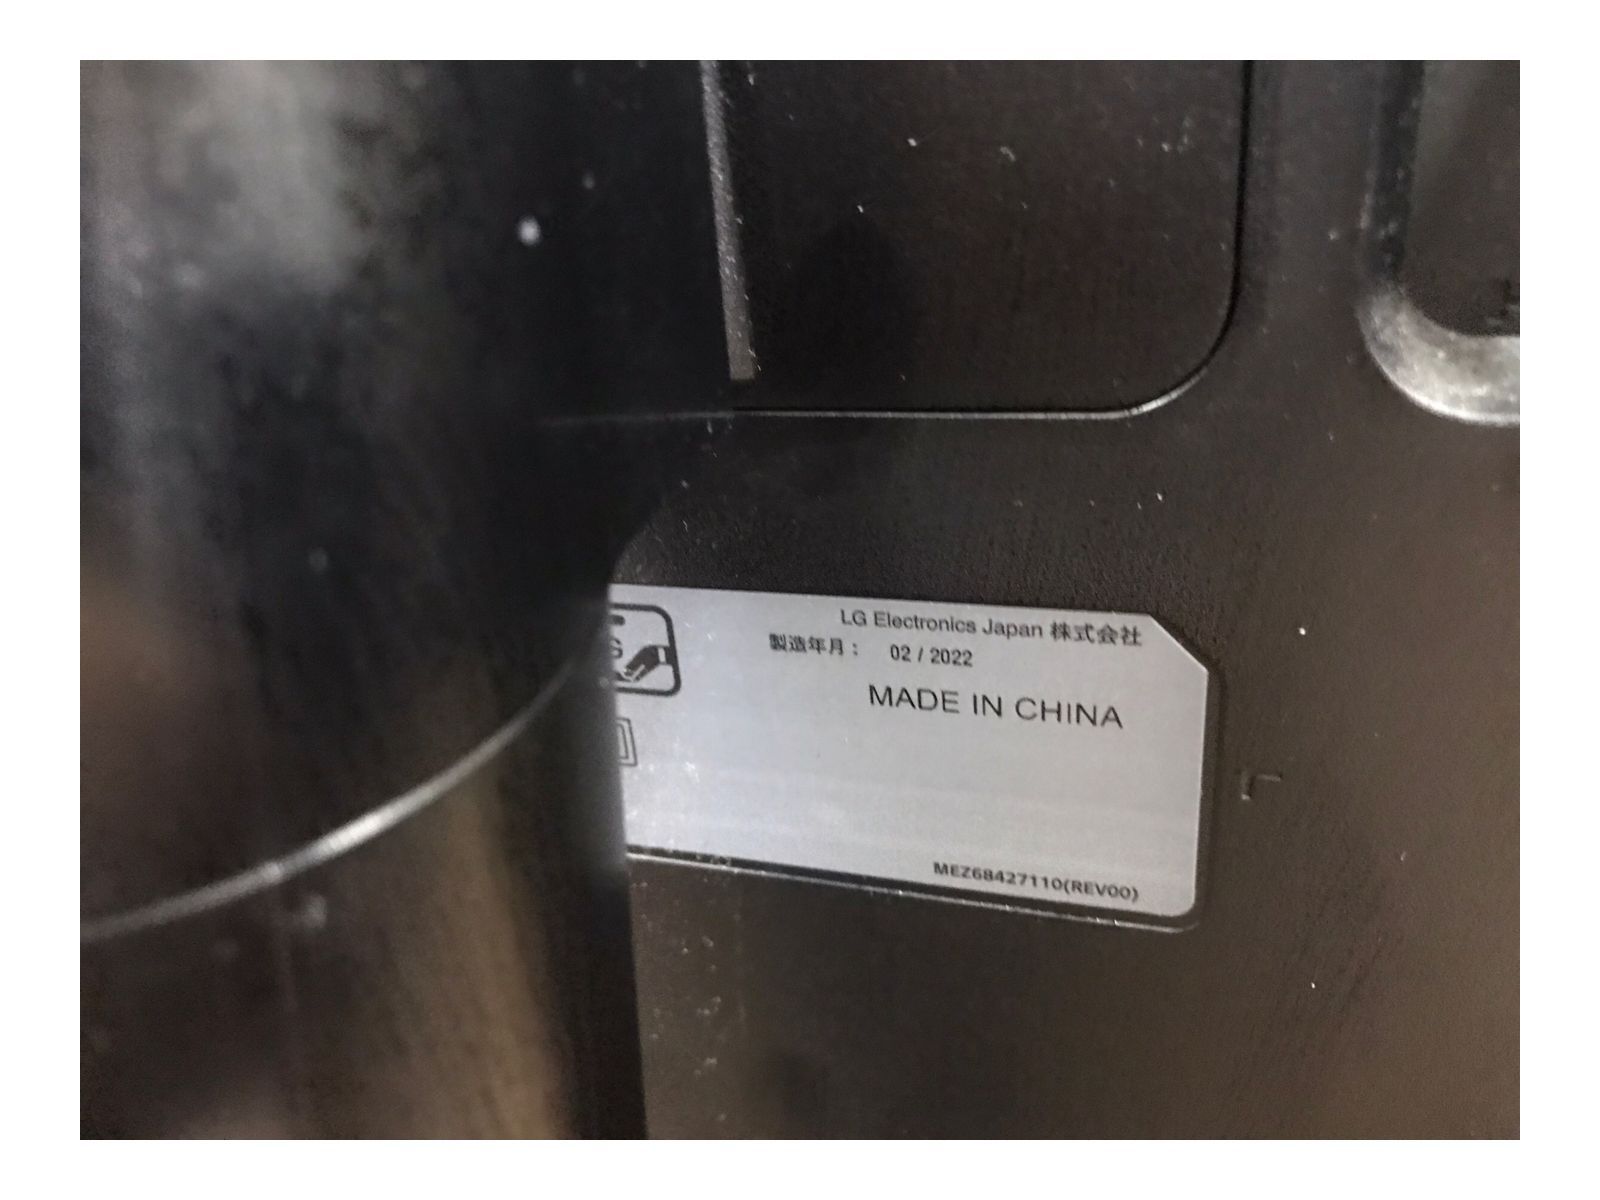 LG Electronics Japan 株式会社
製造年月： 02 / 2022
MADE IN CHINA
MEZ68427110(REV00)